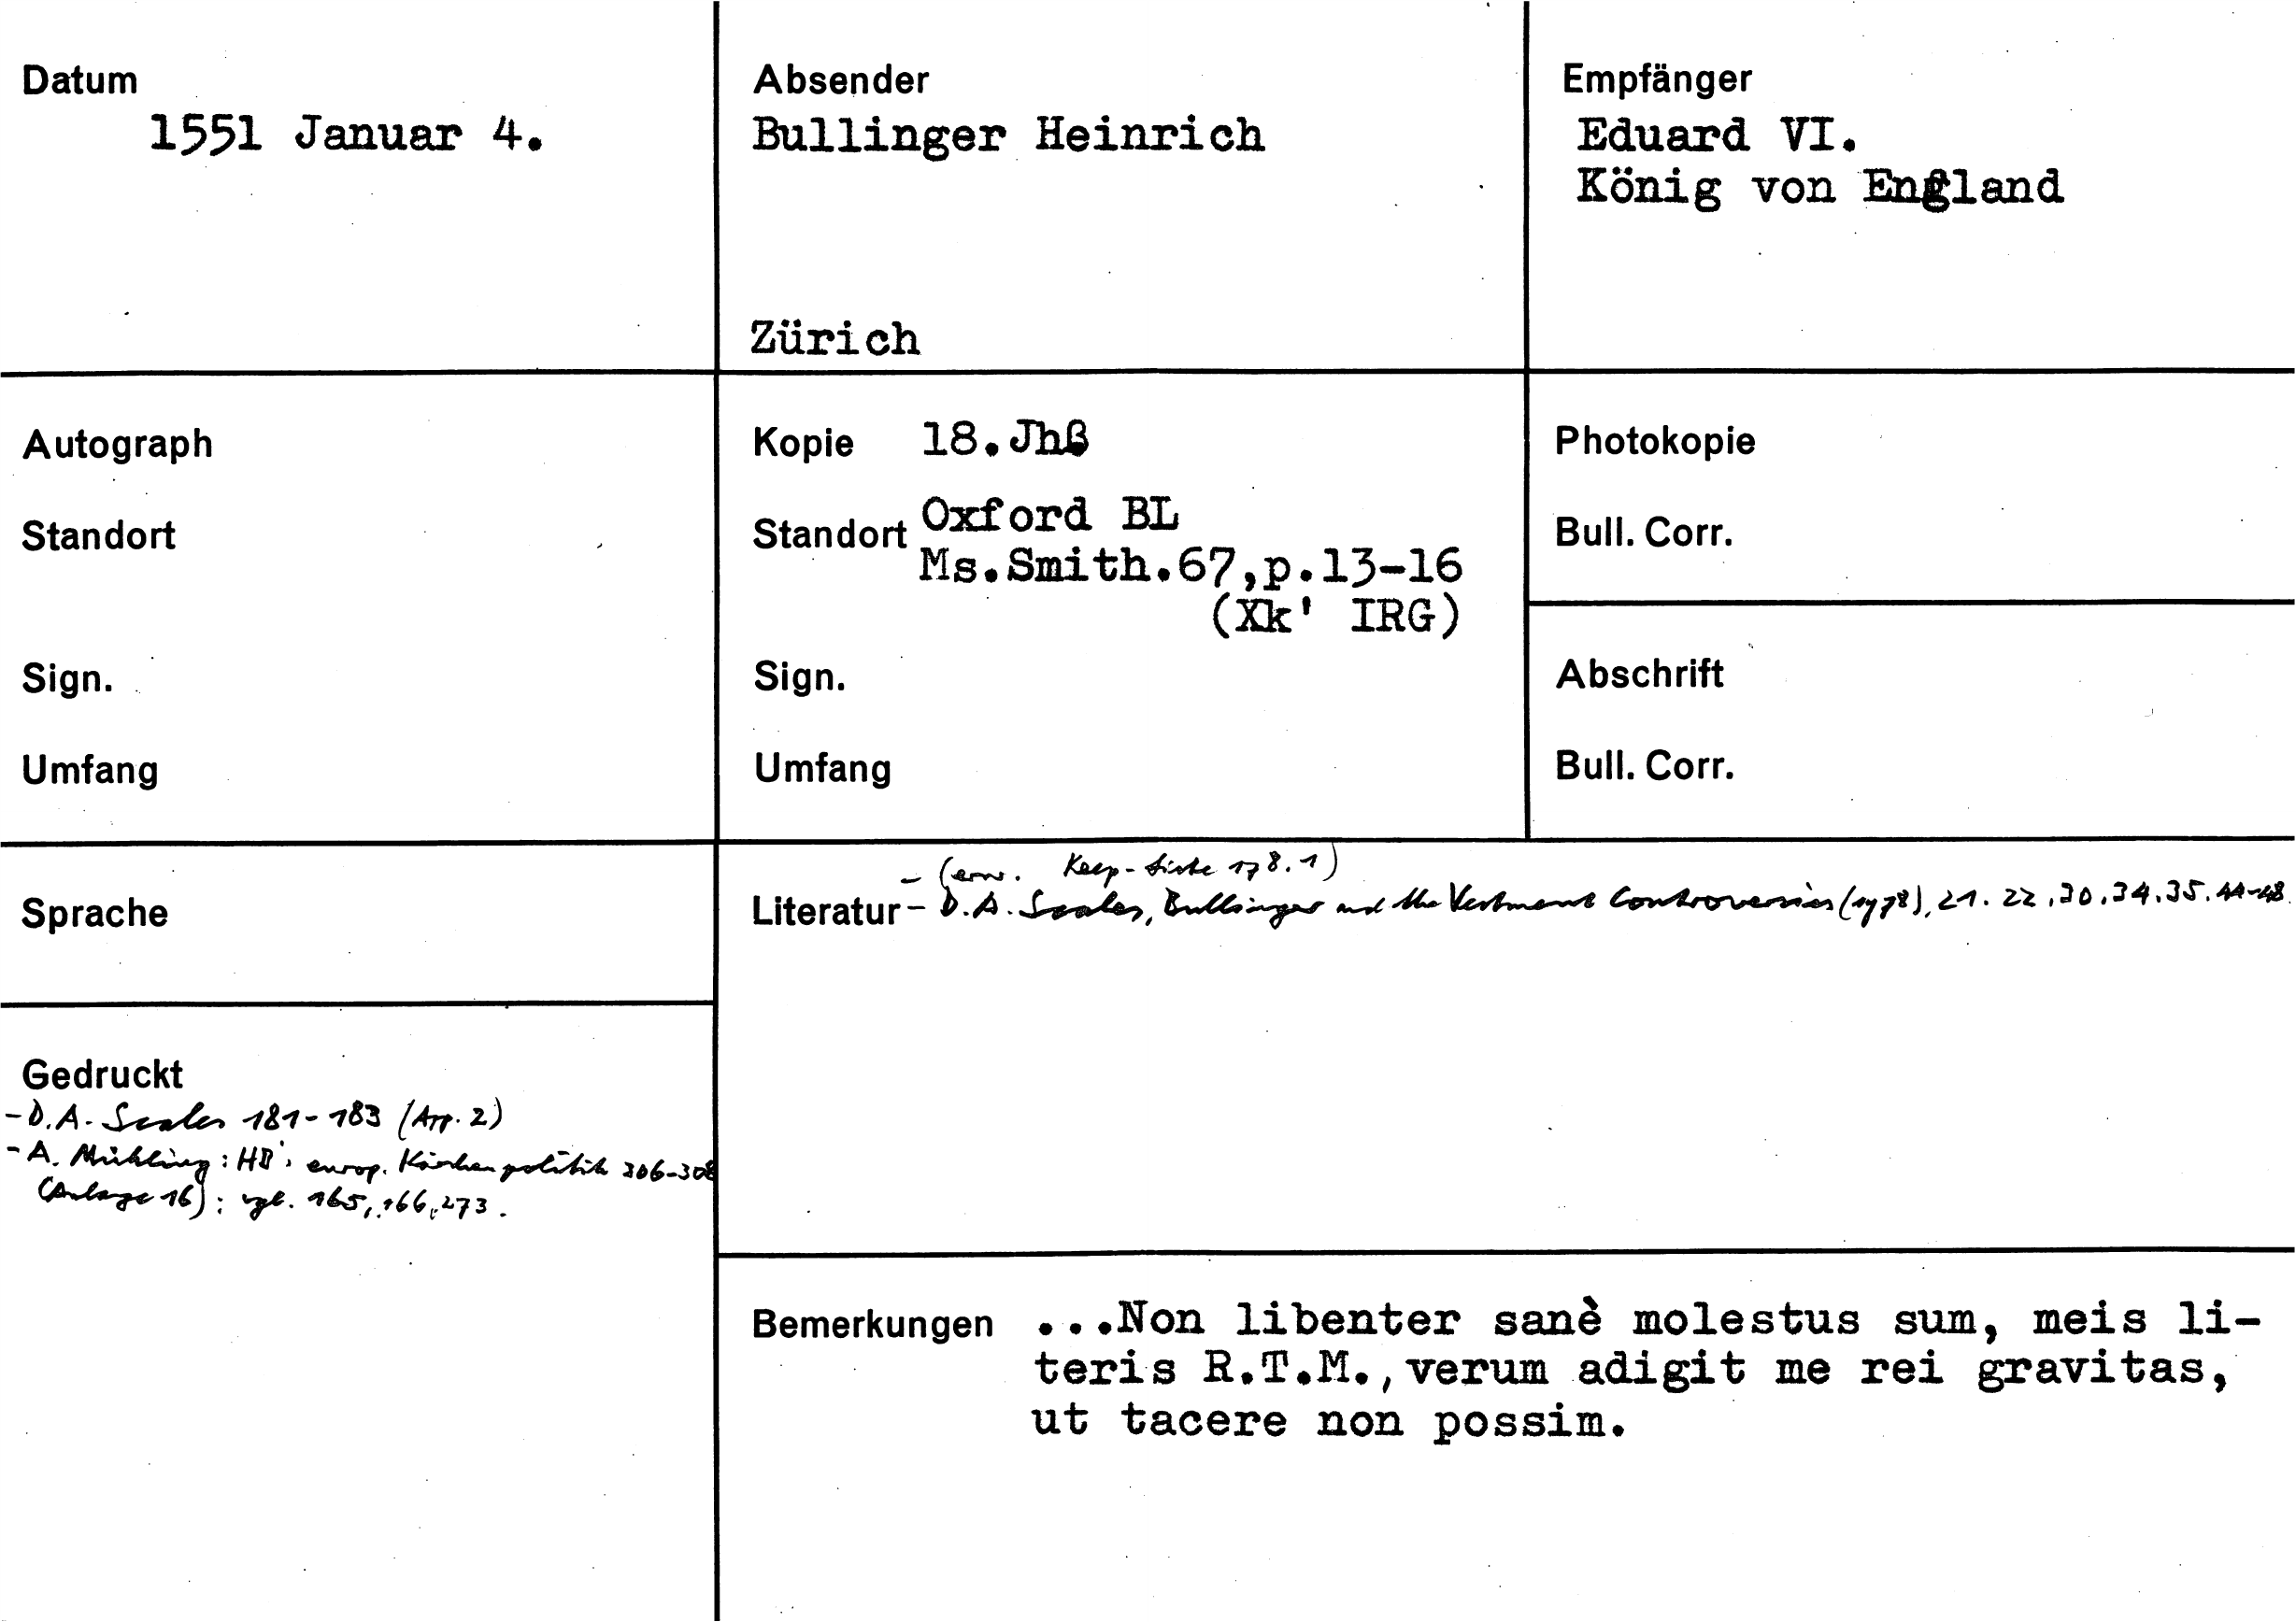 Datum
1551 Januar 4.
Absender
Bullinger Heinrich
Zürich
Empfänger
Eduard VI.
König von England
Autograph
Standort
Sign.
Umfang
Kopie 18.Jhß
Standort Oxford BL
Ms.Smith.67,p.13-16
(Xk' IRG)
Sign.
Umfang
Photokopie
Bull. Corr.
Abschrift
Bull. Corr.
Sprache
Gedruckt
- D.A. Scales 181-183 (App. 2)
- A. Mühling: HB's europ. Kirchenpolitik 306-308
(Anlage 16); vgl. 165, 166, 273.
- (erw. 178.1)
Literatur - D.A. Scales, Bullinger and the Vestment Controversies (1978), 21. 22, 30, 34, 35, 44-48.
Bemerkungen ...Non libenter sanè molestus sum, meis li-
teris R.T.M., verum adigit me rei gravitas,
ut tacere non possim.